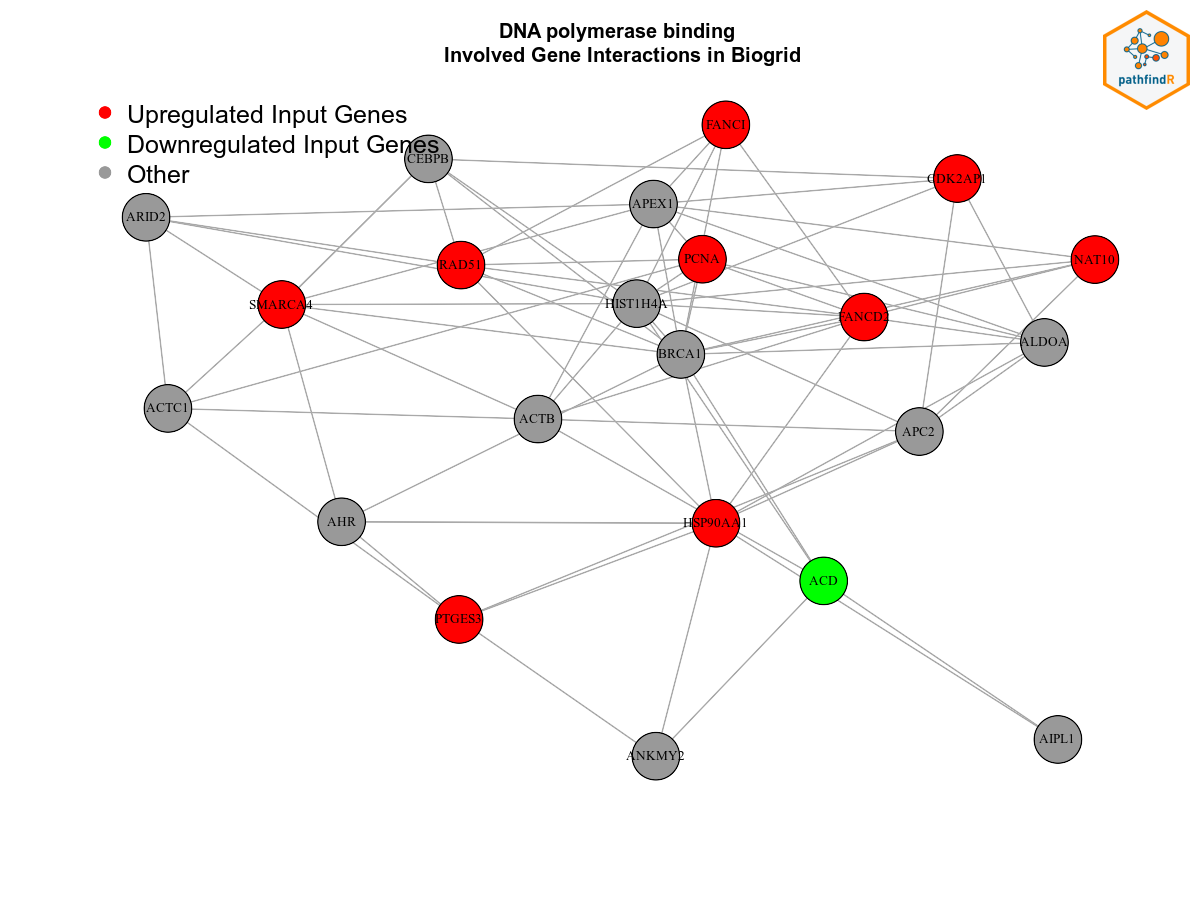 DNA polymerase binding
Involved Gene Interactions in Biogrid
pathfindR
Upregulated Input Genes
Downregulated Input Genes
Other
FANCI
CEBPB
CDK2AP1
APEX1
ARID2
PCNA
NAT10
RAD51
HIST1H4A
SMARCA4
FANCD2
ALDOA
BRCA1
ACTC1
ACTB
APC2
AHR
HSP90AA1
ACD
PTGES3
AIPL1
ANKMY2